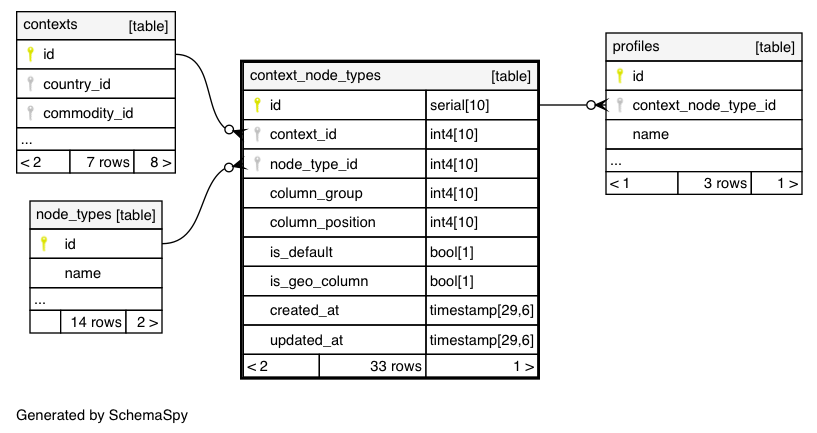 contexts [table]
id
country_id
commodity_id
...
< 2 7 rows 8 >
node_types [table]
id
name
...
14 rows 2 >
context_node_types [table]
id serial[10]
context_id int4[10]
node_type_id int4[10]
column_group int4[10]
column_position int4[10]
is_default bool[1]
is_geo_column bool[1]
created_at timestamp[29,6]
updated_at timestamp[29,6]
< 2 33 rows 1 >
profiles [table]
id
context_node_type_id
name
...
< 1 3 rows 1 >
Generated by SchemaSpy